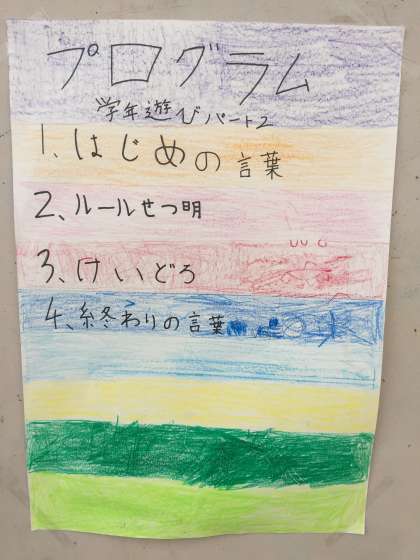 プログラム
学年遊びパート2
1、はじめの言葉
2、ルールせつ明
3、けいどろ
4、終わりの言葉